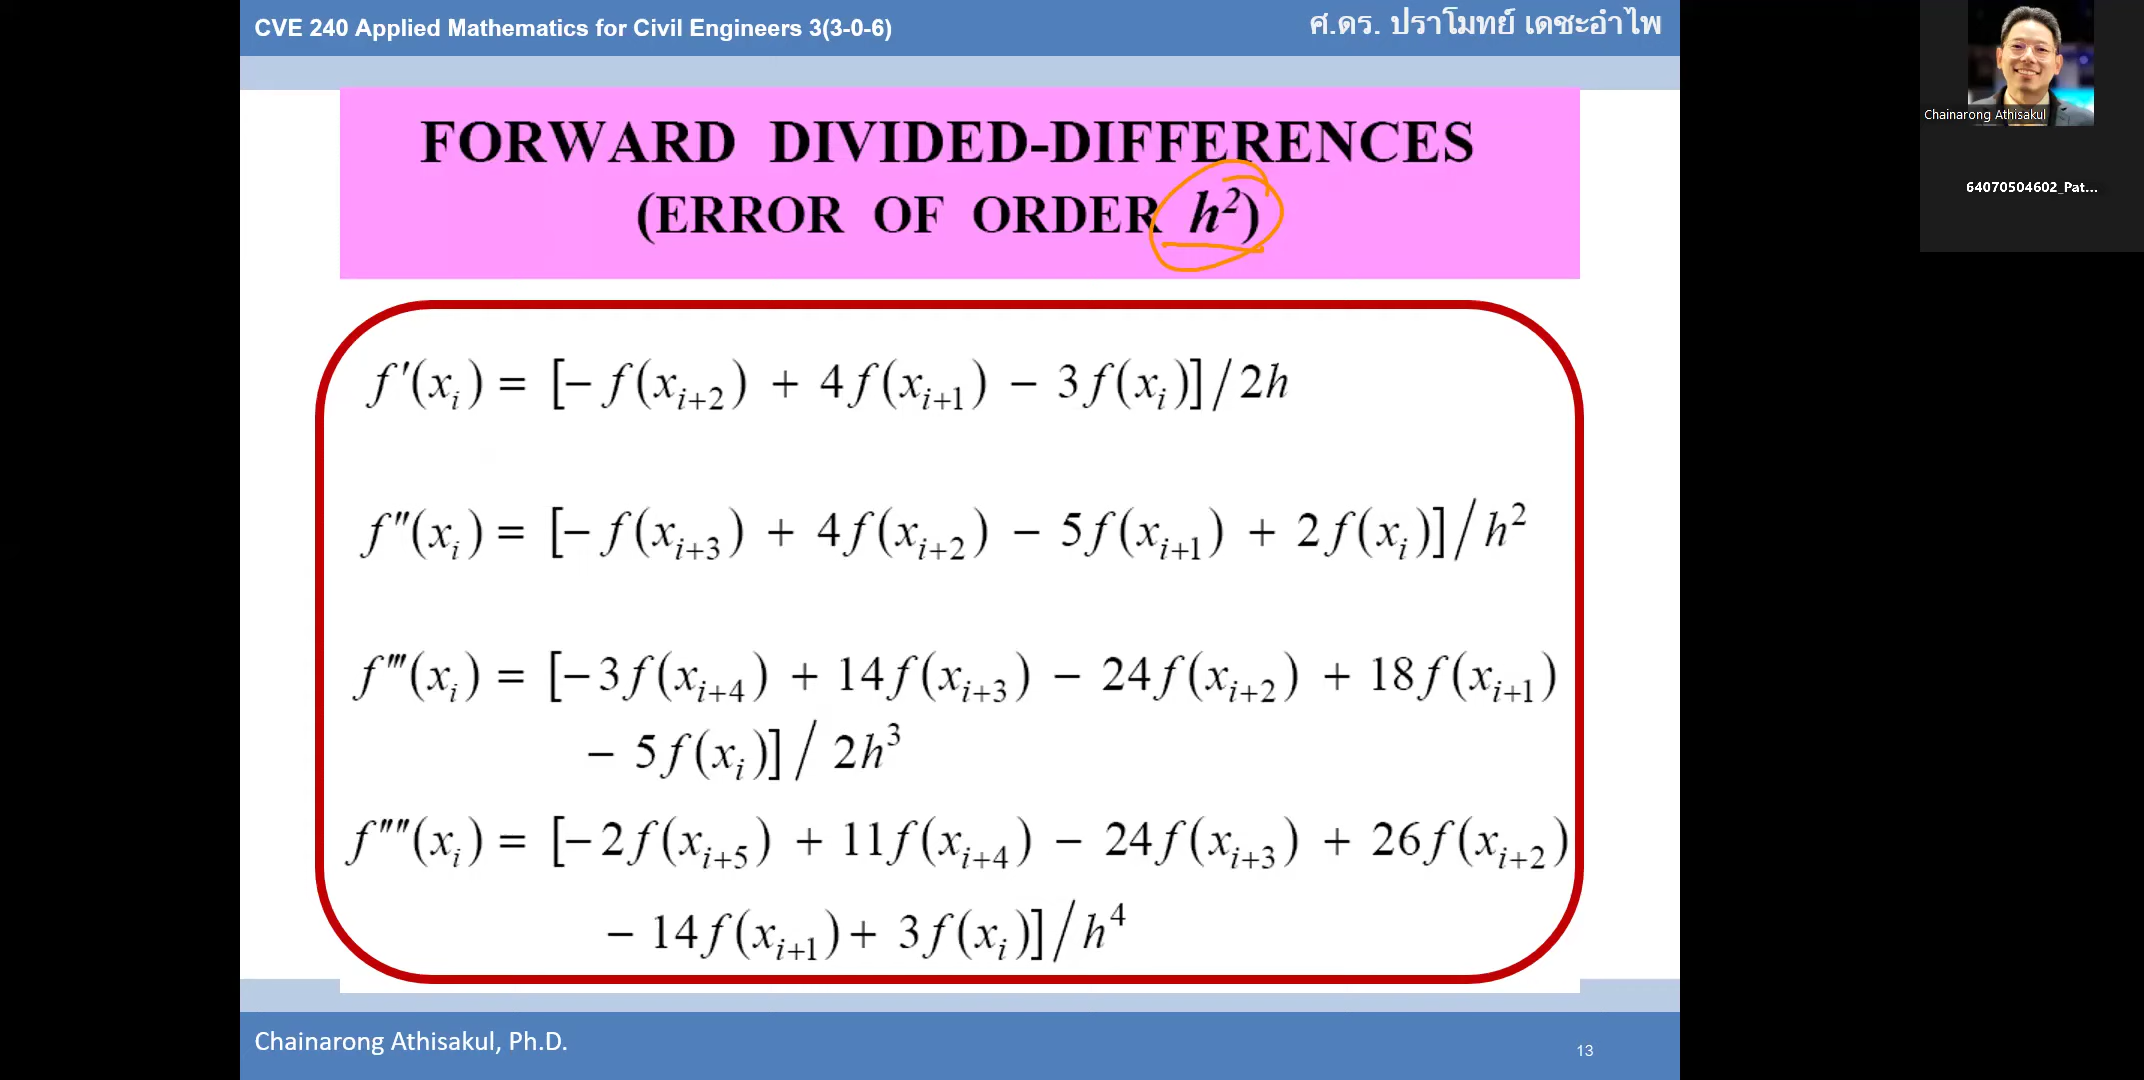 CVE 240 Applied Mathematics for Civil Engineers 3(3-0-6)
ศ.ดร. ปราโมทย์ เดชะอำไพ
Chainarong Athisakul
64070504602_Pat...
FORWARD DIVIDED-DIFFERENCES
(ERROR OF ORDER h²)
f′(xᵢ) = [− f(xᵢ₊₂) + 4f(xᵢ₊₁) − 3f(xᵢ)]/2h
f″(xᵢ) = [− f(xᵢ₊₃) + 4f(xᵢ₊₂) − 5f(xᵢ₊₁) + 2f(xᵢ)]/h²
f‴(xᵢ) = [−3f(xᵢ₊₄) + 14f(xᵢ₊₃) − 24f(xᵢ₊₂) + 18f(xᵢ₊₁)
− 5f(xᵢ)]/ 2h³
f″″(xᵢ) = [−2f(xᵢ₊₅) + 11f(xᵢ₊₄) − 24f(xᵢ₊₃) + 26f(xᵢ₊₂)
− 14f(xᵢ₊₁)+ 3f(xᵢ)]/h⁴
Chainarong Athisakul, Ph.D.
13